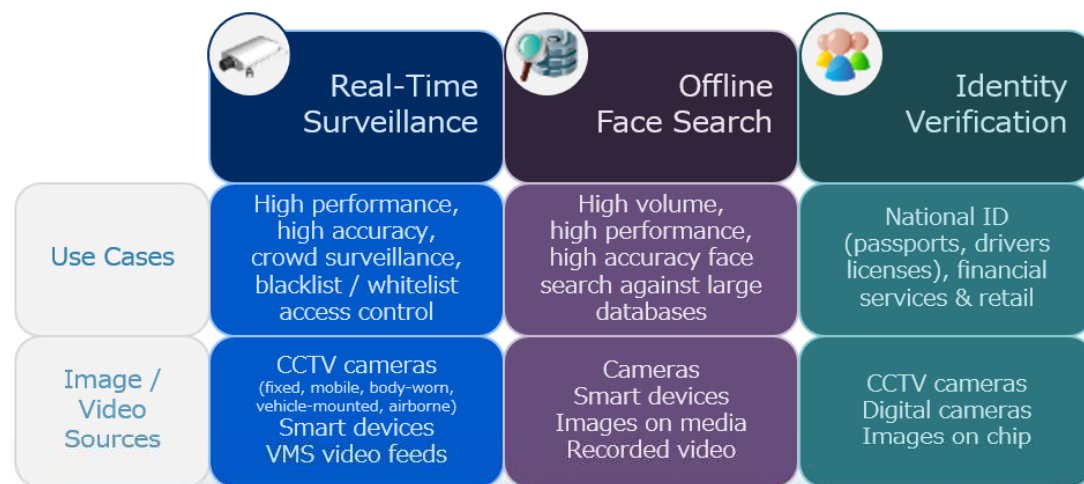 Real-Time
Surveillance
Offline
Face Search
Identity
Verification
Use Cases
High performance,
high accuracy,
crowd surveillance,
blacklist / whitelist
access control
High volume,
high performance,
high accuracy face
search against large
databases
National ID
(passports, drivers
licenses), financial
services & retail
Image /
Video
Sources
CCTV cameras
(fixed, mobile, body-worn,
vehicle-mounted, airborne)
Smart devices
VMS video feeds
Cameras
Smart devices
Images on media
Recorded video
CCTV cameras
Digital cameras
Images on chip